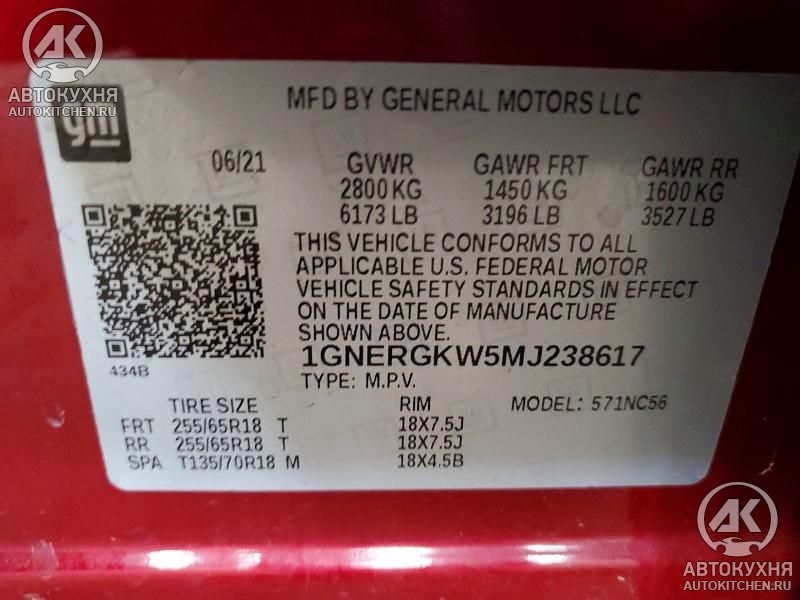 АВТОКУХНЯ
AUTOKITCHEN.RU
gm
MFD BY GENERAL MOTORS LLC
06/21 GVWR GAWR FRT GAWR RR
2800 KG 1450 KG 1600 KG
6173 LB 3196 LB 3527 LB
THIS VEHICLE CONFORMS TO ALL
APPLICABLE U.S. FEDERAL MOTOR
VEHICLE SAFETY STANDARDS IN EFFECT
ON THE DATE OF MANUFACTURE
SHOWN ABOVE.
434B
1GNERGKW5MJ238617
TYPE: M.P.V.
TIRE SIZE RIM MODEL: 571NC56
FRT 255/65R18 T 18X7.5J
RR 255/65R18 T 18X7.5J
SPA T135/70R18 M 18X4.5B
АВТОКУХНЯ
AUTOKITCHEN.RU